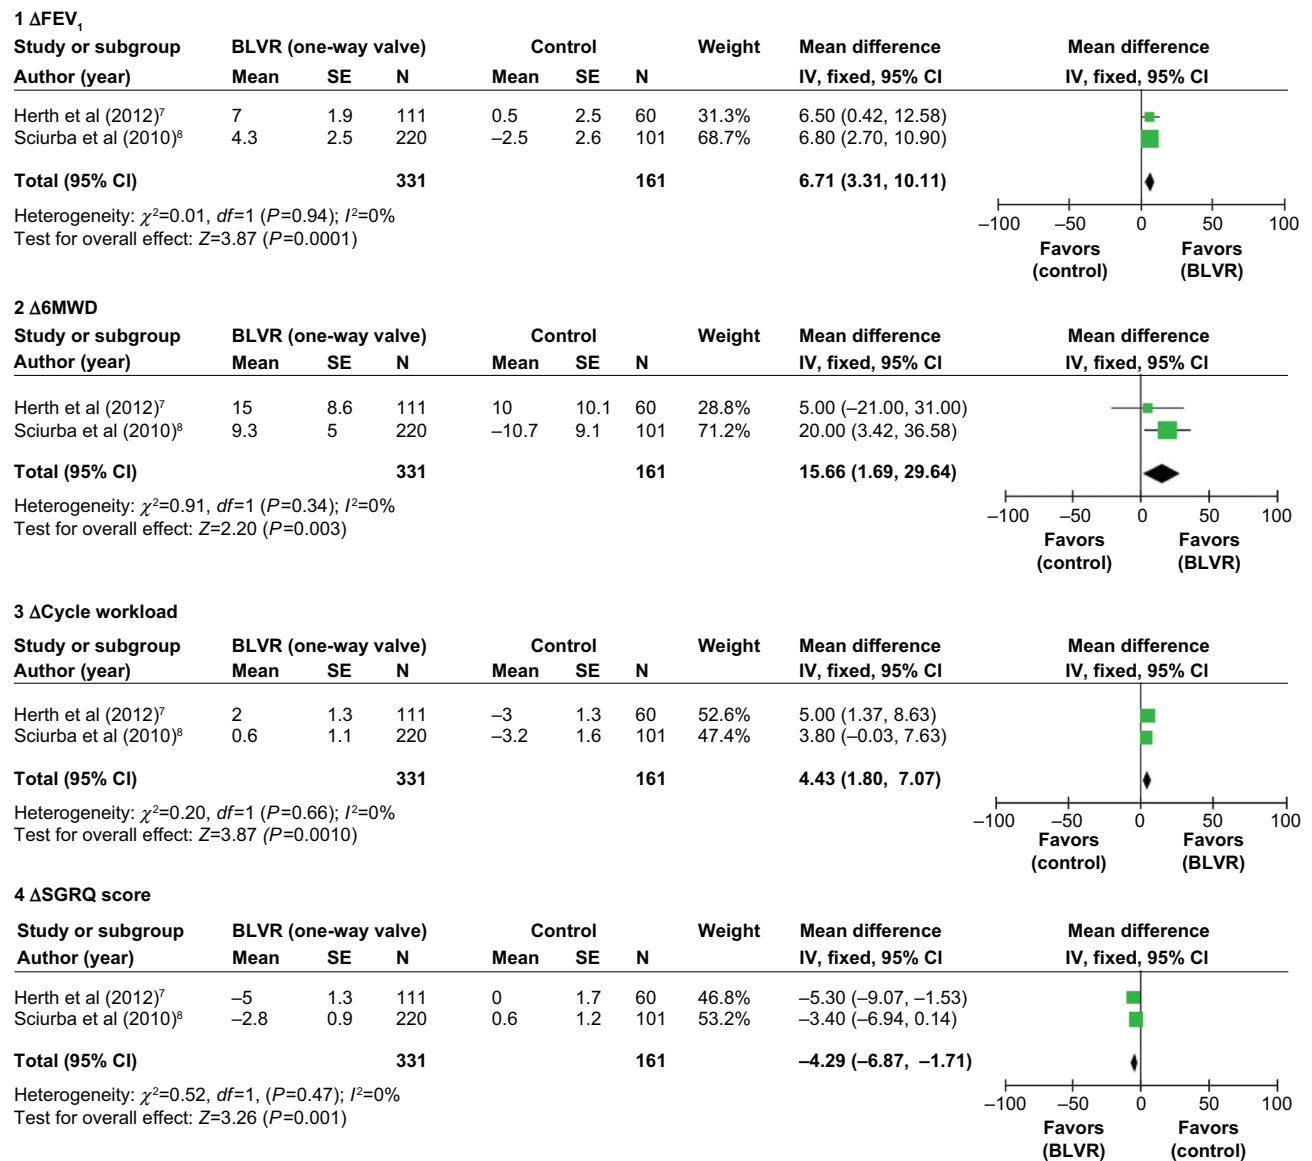 1 ΔFEV₁
Study or subgroup BLVR (one-way valve) Control Weight Mean difference Mean difference
Author (year) Mean SE N Mean SE N IV, fixed, 95% CI IV, fixed, 95% CI
Herth et al (2012)⁷ 7 1.9 111 0.5 2.5 60 31.3% 6.50 (0.42, 12.58)
Sciurba et al (2010)⁸ 4.3 2.5 220 –2.5 2.6 101 68.7% 6.80 (2.70, 10.90)
Total (95% CI) 331 161 6.71 (3.31, 10.11)
Heterogeneity: χ²=0.01, df=1 (P=0.94); I²=0%
Test for overall effect: Z=3.87 (P=0.0001)
–100 –50 0 50 100
Favors Favors
(control) (BLVR)
2 Δ6MWD
Study or subgroup BLVR (one-way valve) Control Weight Mean difference Mean difference
Author (year) Mean SE N Mean SE N IV, fixed, 95% CI IV, fixed, 95% CI
Herth et al (2012)⁷ 15 8.6 111 10 10.1 60 28.8% 5.00 (–21.00, 31.00)
Sciurba et al (2010)⁸ 9.3 5 220 –10.7 9.1 101 71.2% 20.00 (3.42, 36.58)
Total (95% CI) 331 161 15.66 (1.69, 29.64)
Heterogeneity: χ²=0.91, df=1 (P=0.34); I²=0%
Test for overall effect: Z=2.20 (P=0.003)
–100 –50 0 50 100
Favors Favors
(control) (BLVR)
3 ΔCycle workload
Study or subgroup BLVR (one-way valve) Control Weight Mean difference Mean difference
Author (year) Mean SE N Mean SE N IV, fixed, 95% CI IV, fixed, 95% CI
Herth et al (2012)⁷ 2 1.3 111 –3 1.3 60 52.6% 5.00 (1.37, 8.63)
Sciurba et al (2010)⁸ 0.6 1.1 220 –3.2 1.6 101 47.4% 3.80 (–0.03, 7.63)
Total (95% CI) 331 161 4.43 (1.80, 7.07)
Heterogeneity: χ²=0.20, df=1 (P=0.66); I²=0%
Test for overall effect: Z=3.87 (P=0.0010)
–100 –50 0 50 100
Favors Favors
(control) (BLVR)
4 ΔSGRQ score
Study or subgroup BLVR (one-way valve) Control Weight Mean difference Mean difference
Author (year) Mean SE N Mean SE N IV, fixed, 95% CI IV, fixed, 95% CI
Herth et al (2012)⁷ –5 1.3 111 0 1.7 60 46.8% –5.30 (–9.07, –1.53)
Sciurba et al (2010)⁸ –2.8 0.9 220 0.6 1.2 101 53.2% –3.40 (–6.94, 0.14)
Total (95% CI) 331 161 –4.29 (–6.87, –1.71)
Heterogeneity: χ²=0.52, df=1, (P=0.47); I²=0%
Test for overall effect: Z=3.26 (P=0.001)
–100 –50 0 50 100
Favors Favors
(BLVR) (control)